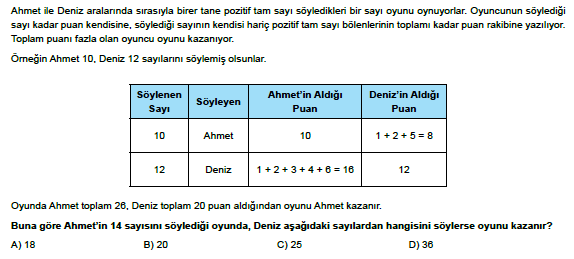 Ahmet ile Deniz aralarında sırasıyla birer tane pozitif tam sayı söyledikleri bir sayı oyunu oynuyorlar. Oyuncunun söylediği
sayı kadar puan kendisine, söylediği sayının kendisi hariç pozitif tam sayı bölenlerinin toplamı kadar puan rakibine yazılıyor.
Toplam puanı fazla olan oyuncu oyunu kazanıyor.
Örneğin Ahmet 10, Deniz 12 sayılarını söylemiş olsunlar.
Söylenen Sayı Söyleyen Ahmet'in Aldığı Puan Deniz'in Aldığı Puan
10 Ahmet 10 1 + 2 + 5 = 8
12 Deniz 1 + 2 + 3 + 4 + 6 = 16 12
Oyunda Ahmet toplam 26, Deniz toplam 20 puan aldığından oyunu Ahmet kazanır.
Buna göre Ahmet'in 14 sayısını söylediği oyunda, Deniz aşağıdaki sayılardan hangisini söylerse oyunu kazanır?
A) 18 B) 20 C) 25 D) 36